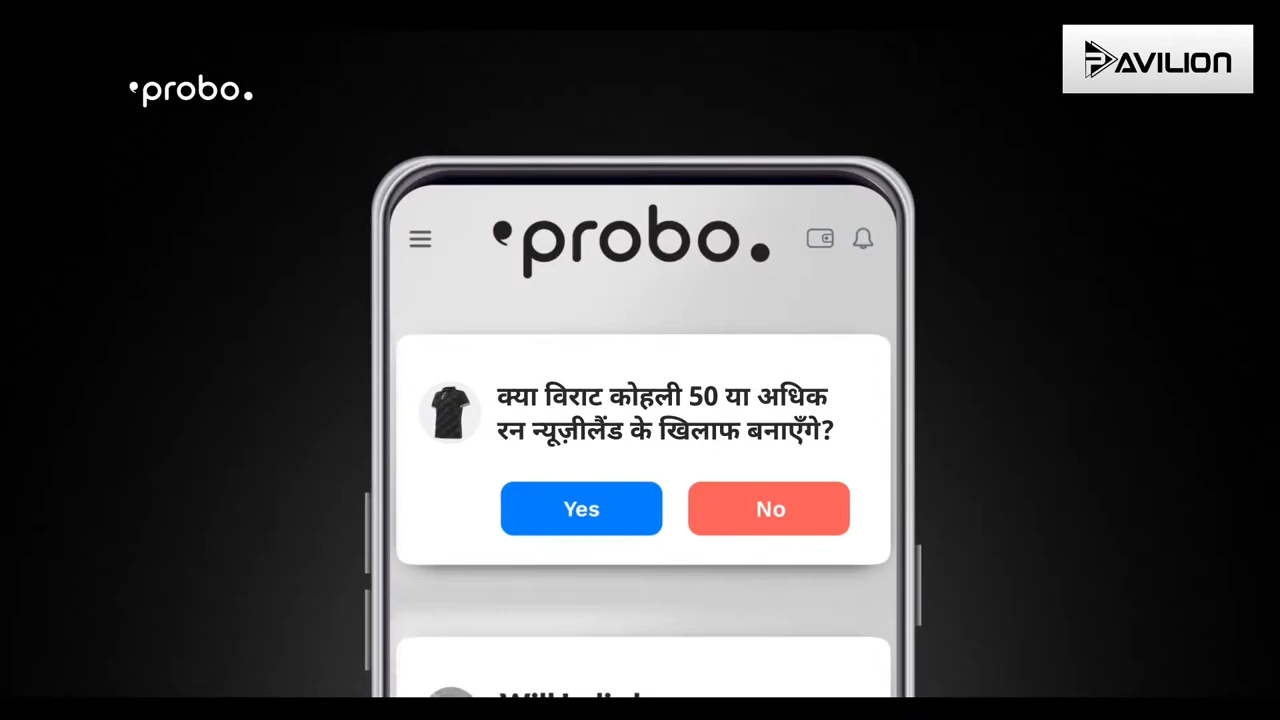 PAVILION
probo.
probo.
क्या विराट कोहली 50 या अधिक
रन न्यूज़ीलैंड के खिलाफ बनाएँगे?
Yes
No